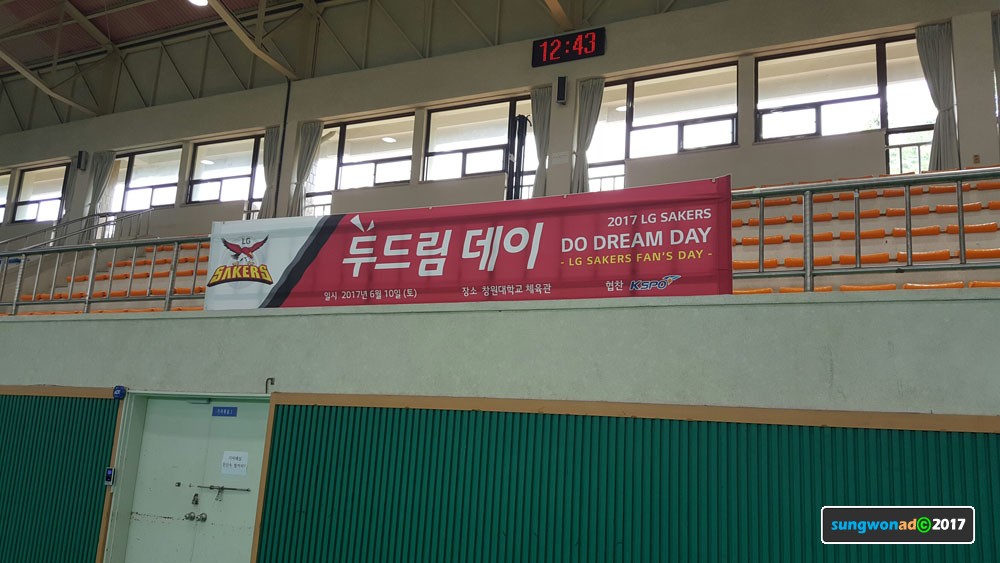 12:43
LG
SAKERS
두드림 데이
2017 LG SAKERS
DO DREAM DAY
- LG SAKERS FAN'S DAY -
일시 2017년 6월 10일 (토)
장소 창원대학교 체육관
협찬 KSPO
sungwonad©2017